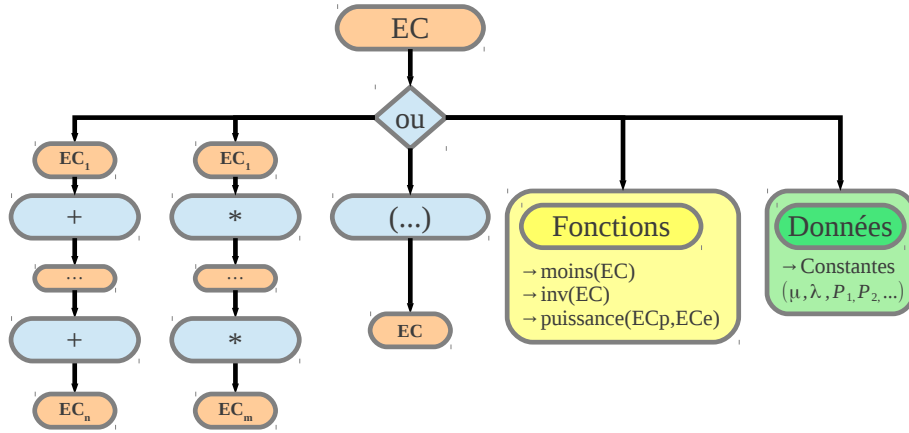 EC
ou
EC₁
+
...
+
ECₙ
EC₁
*
...
*
ECₘ
(...)
EC
Fonctions
→moins(EC)
→inv(EC)
→puissance(ECp,ECe)
Données
→Constantes
(μ,λ,P₁,P₂,...)